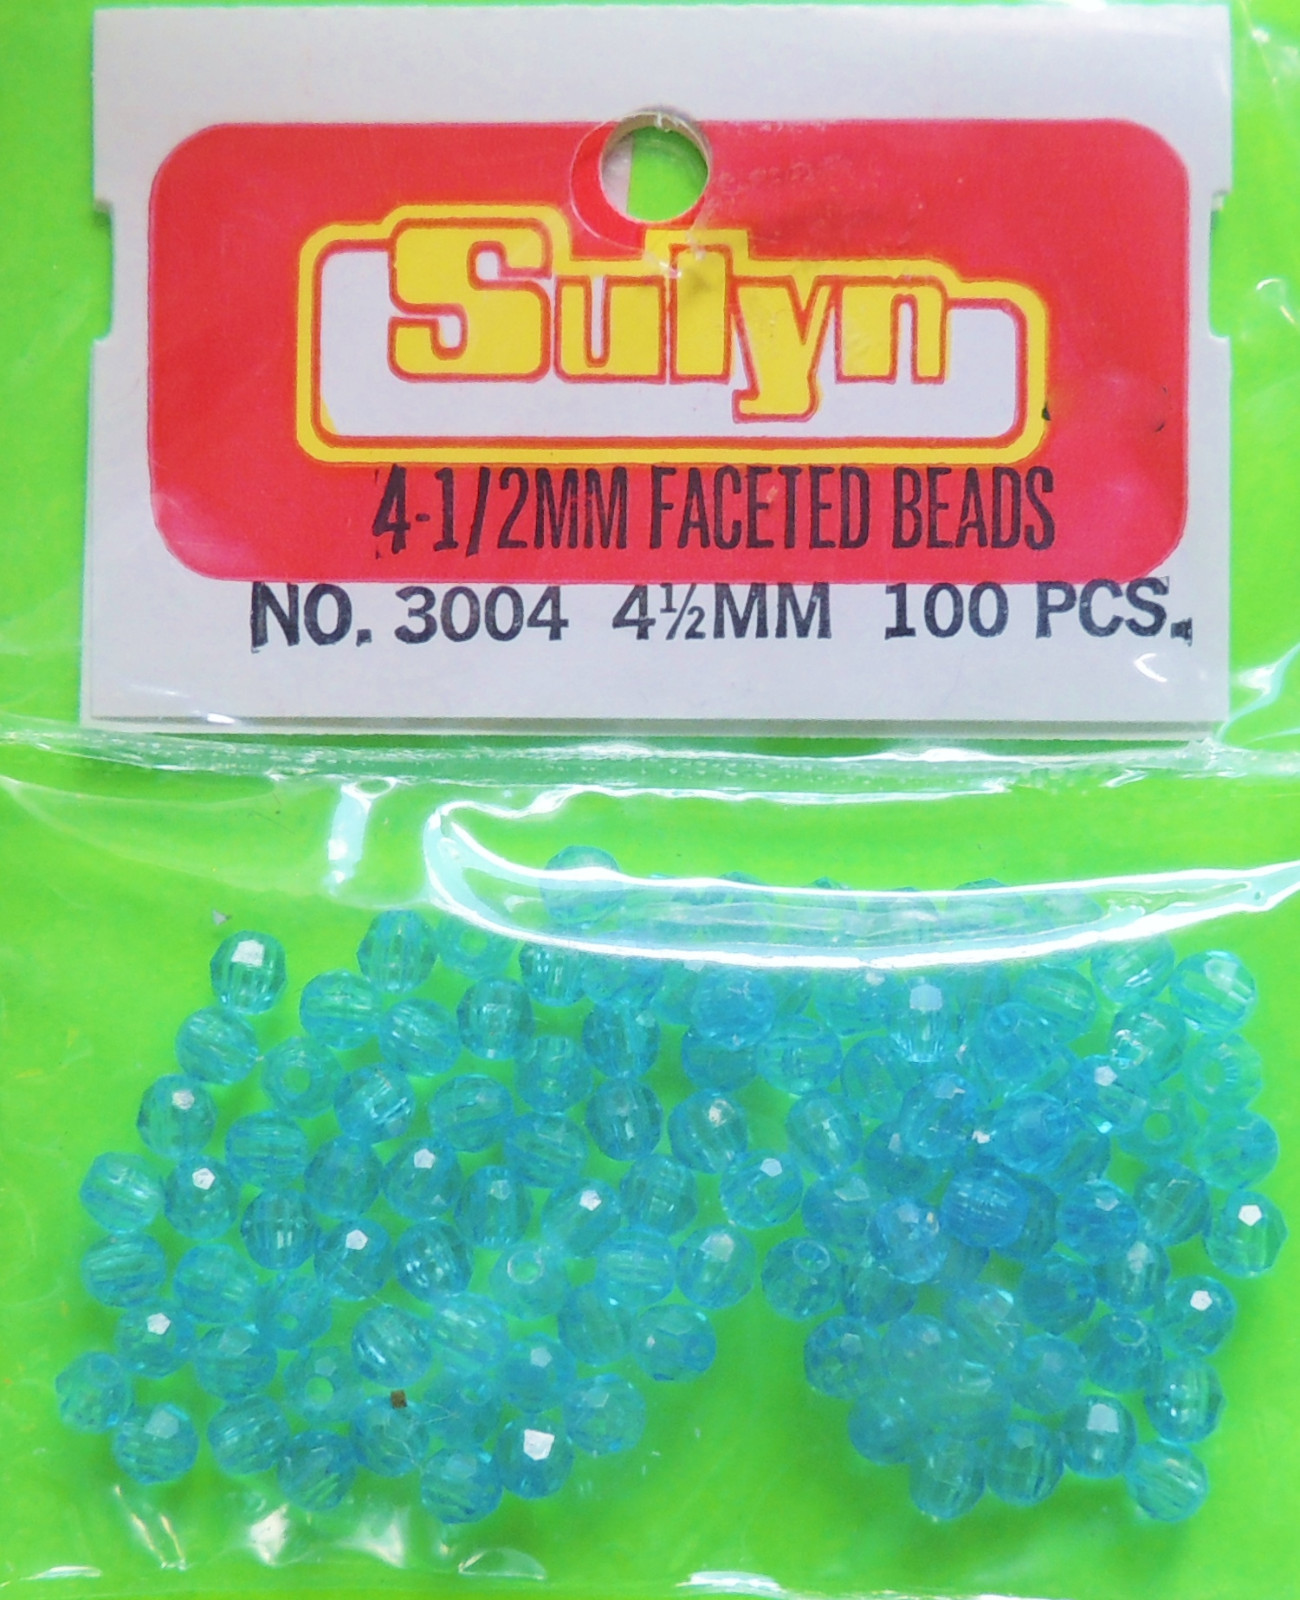 Sulyn
4-1/2MM FACETED BEADS
NO. 3004 4½MM 100 PCS.